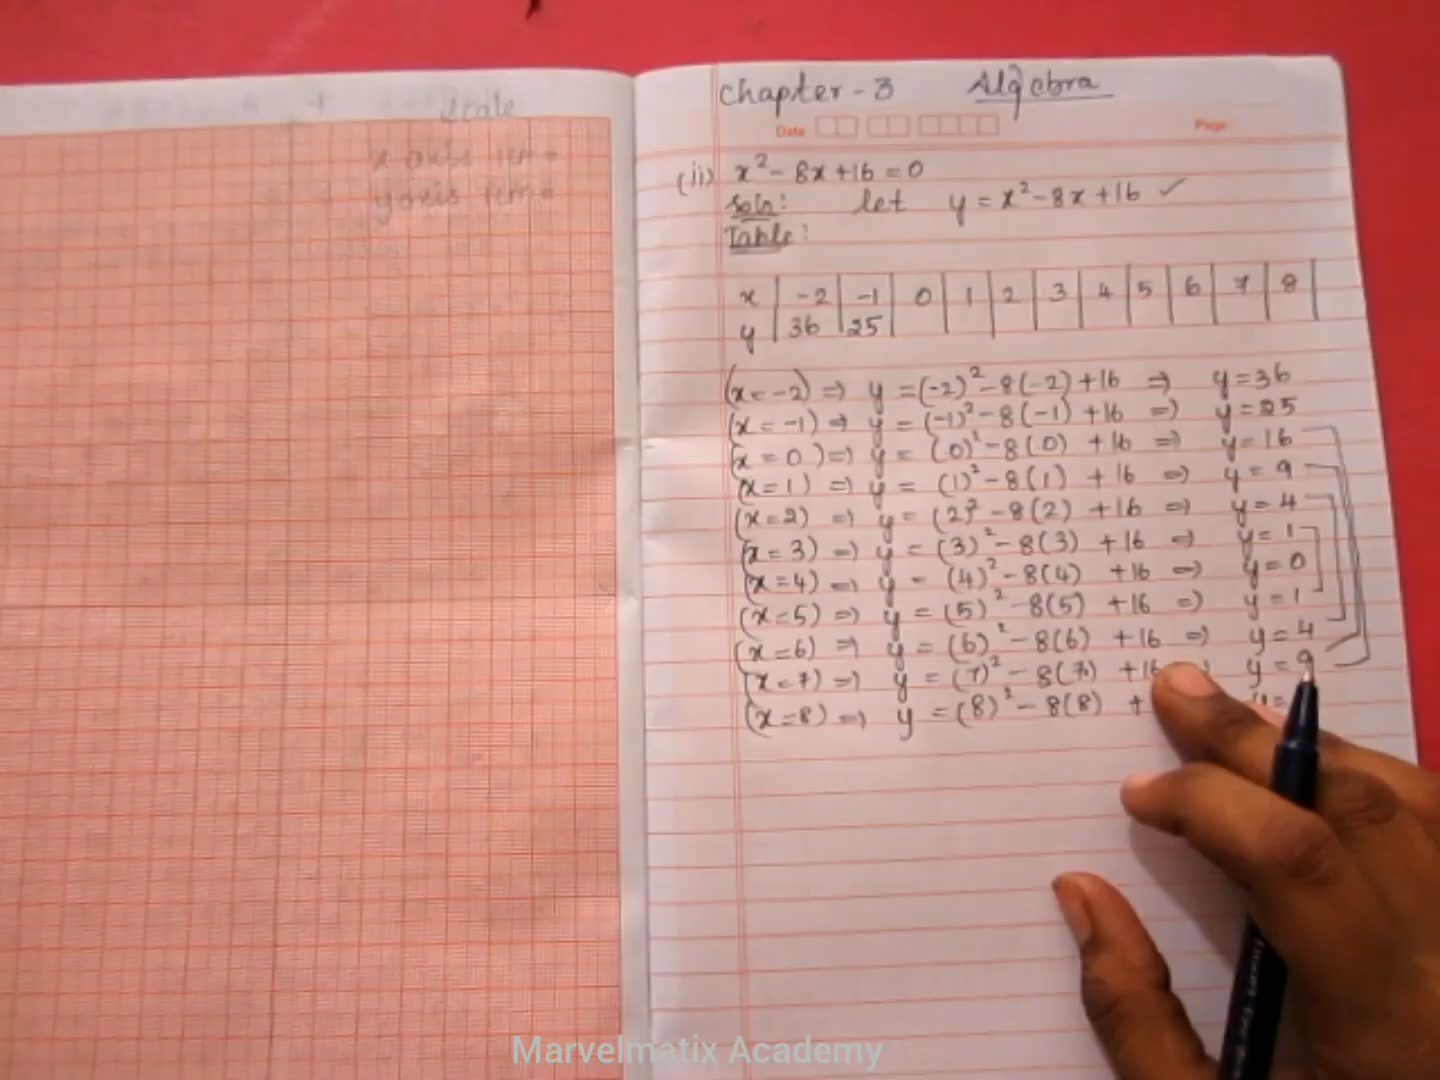 scale
x axis 1cm =
y axis 1cm =
Chapter - 3 Algebra
Date Page
(ii) x² - 8x + 16 = 0
Soln: let y = x² - 8x + 16 ✓
Table:
x | -2 | -1 | 0 | 1 | 2 | 3 | 4 | 5 | 6 | 7 | 8 |
y | 36 | 25
(x = -2) ⇒ y = (-2)² - 8(-2) + 16 ⇒ y = 36
(x = -1) ⇒ y = (-1)² - 8(-1) + 16 ⇒ y = 25
(x = 0) ⇒ y = (0)² - 8(0) + 16 ⇒ y = 16
(x = 1) ⇒ y = (1)² - 8(1) + 16 ⇒ y = 9
(x = 2) ⇒ y = (2)² - 8(2) + 16 ⇒ y = 4
(x = 3) ⇒ y = (3)² - 8(3) + 16 ⇒ y = 1
(x = 4) ⇒ y = (4)² - 8(4) + 16 ⇒ y = 0
(x = 5) ⇒ y = (5)² - 8(5) + 16 ⇒ y = 1
(x = 6) ⇒ y = (6)² - 8(6) + 16 ⇒ y = 4
(x = 7) ⇒ y = (7)² - 8(7) + 16 ⇒ y = 9
(x = 8) ⇒ y = (8)² - 8(8) + y =
Marvelmatix Academy